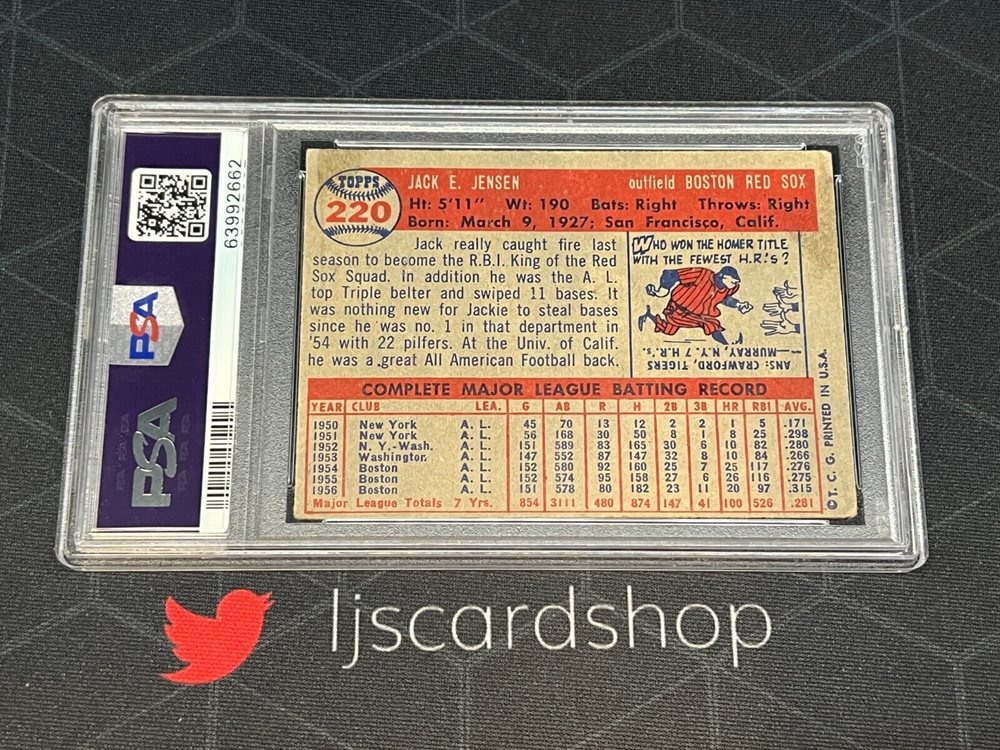 63992662
PSA
PSA
TOPPS
220
JACK E. JENSEN outfield BOSTON RED SOX
Ht: 5'11" Wt: 190 Bats: Right Throws: Right
Born: March 9, 1927; San Francisco, Calif.
Jack really caught fire last
season to become the R.B.I. King of the Red
Sox Squad. In addition he was the A. L.
top Triple belter and swiped 11 bases. It
was nothing new for Jackie to steal bases
since he was no. 1 in that department in
'54 with 22 pilfers. At the Univ. of Calif.
he was a great All American Football back.
WHO WON THE HOMER TITLE
WITH THE FEWEST H.R.'S?
ANS: CRAWFORD, TIGERS
MURRAY, N.Y. 7 H.R.'S.
COMPLETE MAJOR LEAGUE BATTING RECORD
YEAR CLUB LEA. G AB R H 2B 3B HR RBI AVG.
1950 New York A. L. 45 70 13 12 2 2 1 5 .171
1951 New York A. L. 56 168 30 50 8 1 8 25 .298
1952 N. Y.-Wash. A. L. 151 589 83 165 30 6 10 82 .280
1953 Washington A. L. 147 552 87 147 32 8 10 84 .266
1954 Boston A. L. 152 580 92 160 25 7 25 117 .276
1955 Boston A. L. 152 574 95 158 27 6 26 116 .275
1956 Boston A. L. 151 578 80 182 23 11 20 97 .315
Major League Totals 7 Yrs. 854 3111 480 874 147 41 100 526 .281
©T. C. G. PRINTED IN U.S.A.
ljscardshop